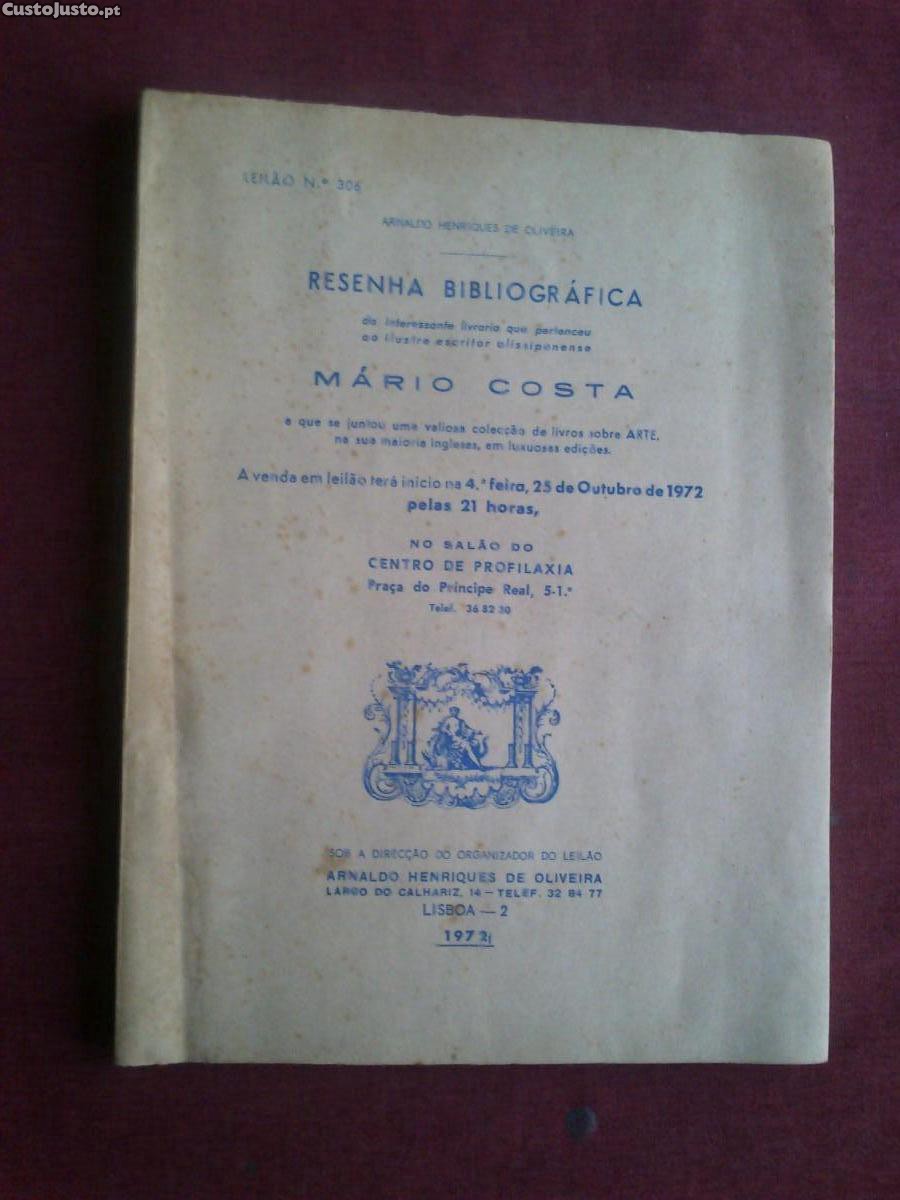 CustoJusto.pt
LEILÃO N.º 306
ARNALDO HENRIQUES DE OLIVEIRA
RESENHA BIBLIOGRÁFICA
da interessante livraria que pertenceu
ao ilustre escritor olissiponense
MÁRIO COSTA
a que se juntou uma valiosa colecção de livros sobre ARTE,
na sua maioria ingleses, em luxuosas edições.
A venda em leilão terá início na 4.ª feira, 25 de Outubro de 1972
pelas 21 horas,
NO SALÃO DO
CENTRO DE PROFILAXIA
Praça do Príncipe Real, 5-1.º
Telef. 36 82 30
SOB A DIRECÇÃO DO ORGANIZADOR DO LEILÃO
ARNALDO HENRIQUES DE OLIVEIRA
LARGO DO CALHARIZ, 14 — TELEF. 32 84 77
LISBOA — 2
1972